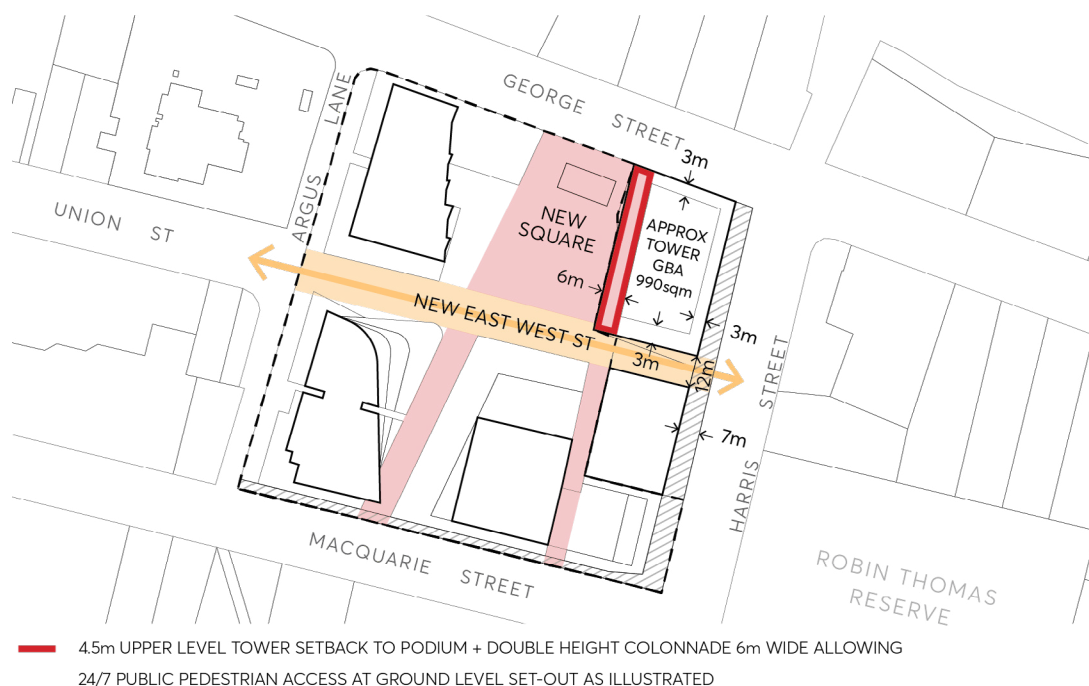 GEORGE STREET
ARGUS LANE
3m
UNION ST
NEW
SQUARE
APPROX
TOWER
GBA
990sqm
6m
NEW EAST WEST ST
3m
3m
12m
7m
HARRIS STREET
MACQUARIE STREET
ROBIN THOMAS
RESERVE
4.5m UPPER LEVEL TOWER SETBACK TO PODIUM + DOUBLE HEIGHT COLONNADE 6m WIDE ALLOWING
24/7 PUBLIC PEDESTRIAN ACCESS AT GROUND LEVEL SET-OUT AS ILLUSTRATED